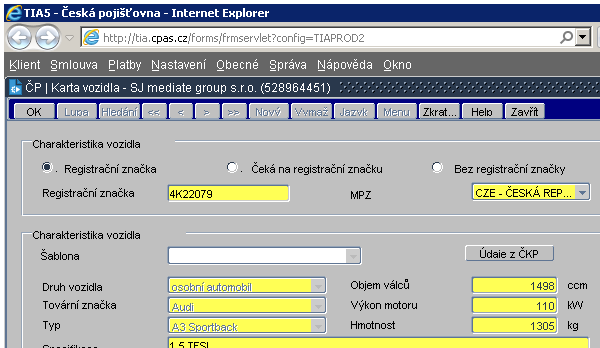 TIA5 - Česká pojišťovna - Internet Explorer
http://tia.cpas.cz/forms/frmservlet?config=TIAPROD2
Klient Smlouva Platby Nastavení Obecné Správa Nápověda Okno
ČP | Karta vozidla - SJ mediate group s.r.o. (528964451)
OK Lupa Hledání << < > >> Nový Vymaž Jazyk Menu Zkrat... Help Zavřít
Charakteristika vozidla
. Registrační značka . Čeká na registrační značku Bez registrační značky
Registrační značka 4K22079 MPZ CZE - ČESKÁ REP...
Charakteristika vozidla
Šablona Údaje z ČKP
Druh vozidla osobní automobil Objem válců 1498 ccm
Tovární značka Audi Výkon motoru 110 kW
Typ A3 Sportback Hmotnost 1305 kg
Specifikace 1.5 TFSI